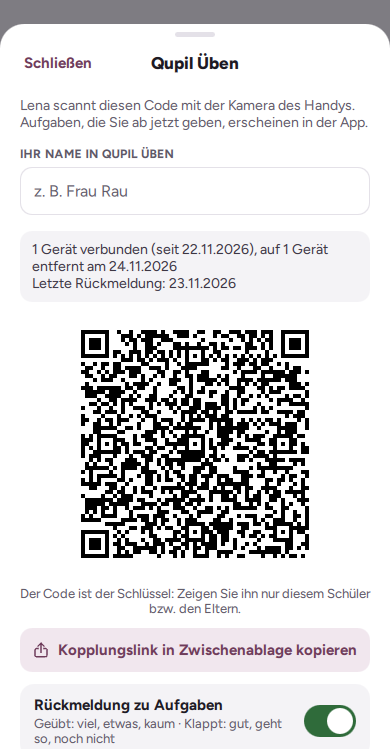 Schließen
Qupil Üben
Lena scannt diesen Code mit der Kamera des Handys.
Aufgaben, die Sie ab jetzt geben, erscheinen in der App.
IHR NAME IN QUPIL ÜBEN
z. B. Frau Rau
1 Gerät verbunden (seit 22.11.2026), auf 1 Gerät
entfernt am 24.11.2026
Letzte Rückmeldung: 23.11.2026
Der Code ist der Schlüssel: Zeigen Sie ihn nur diesem Schüler
bzw. den Eltern.
Kopplungslink in Zwischenablage kopieren
Rückmeldung zu Aufgaben
Geübt: viel, etwas, kaum · Klappt: gut, geht
so, noch nicht